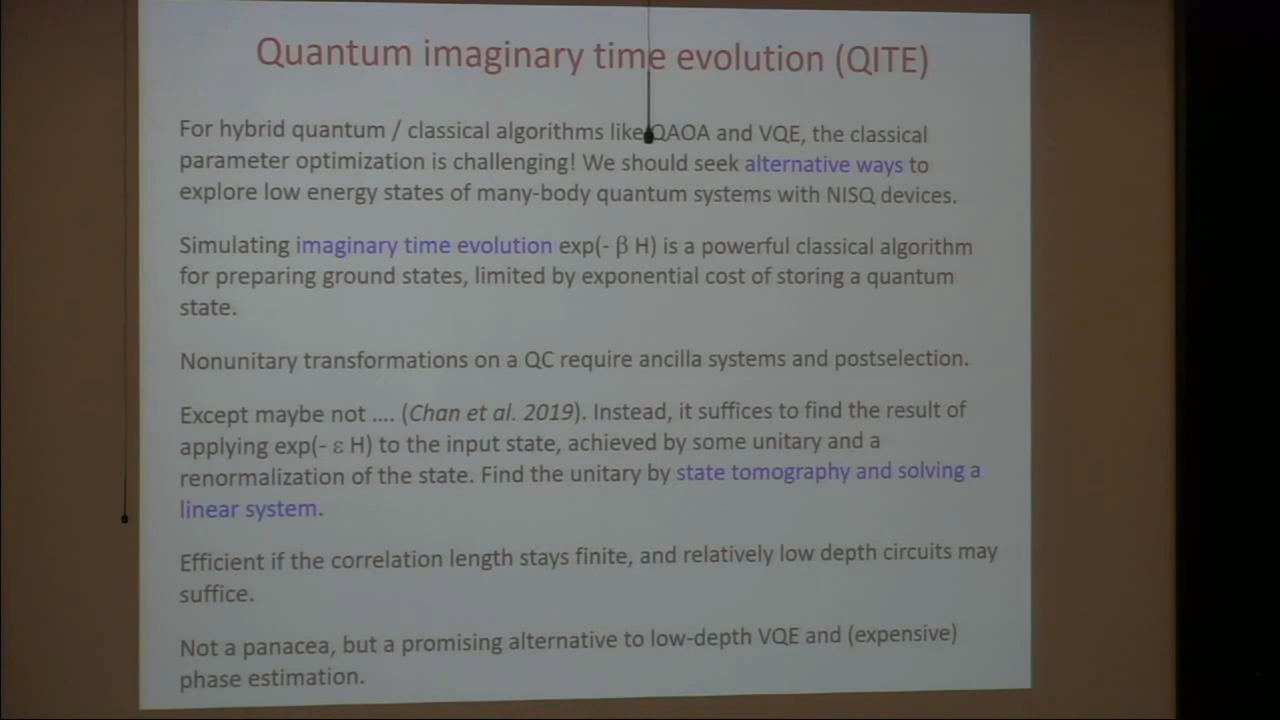 Quantum imaginary time evolution (QITE)
For hybrid quantum / classical algorithms like QAOA and VQE, the classical
parameter optimization is challenging! We should seek alternative ways to
explore low energy states of many-body quantum systems with NISQ devices.
Simulating imaginary time evolution exp(- β H) is a powerful classical algorithm
for preparing ground states, limited by exponential cost of storing a quantum
state.
Nonunitary transformations on a QC require ancilla systems and postselection.
Except maybe not .... (Chan et al. 2019). Instead, it suffices to find the result of
applying exp(- ε H) to the input state, achieved by some unitary and a
renormalization of the state. Find the unitary by state tomography and solving a
linear system.
Efficient if the correlation length stays finite, and relatively low depth circuits may
suffice.
Not a panacea, but a promising alternative to low-depth VQE and (expensive)
phase estimation.